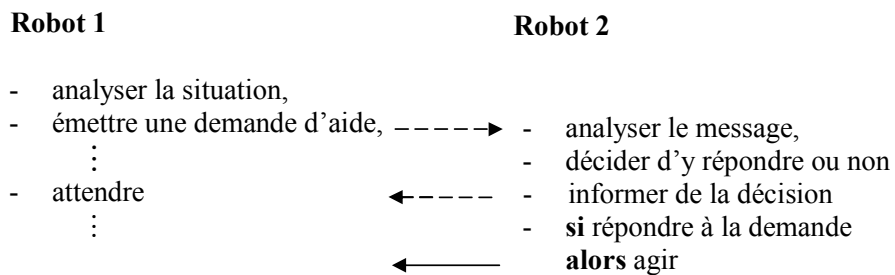 Robot 1
- analyser la situation,
- émettre une demande d’aide,
⋮
- attendre
⋮
Robot 2
- analyser le message,
- décider d’y répondre ou non
- informer de la décision
- si répondre à la demande
alors agir